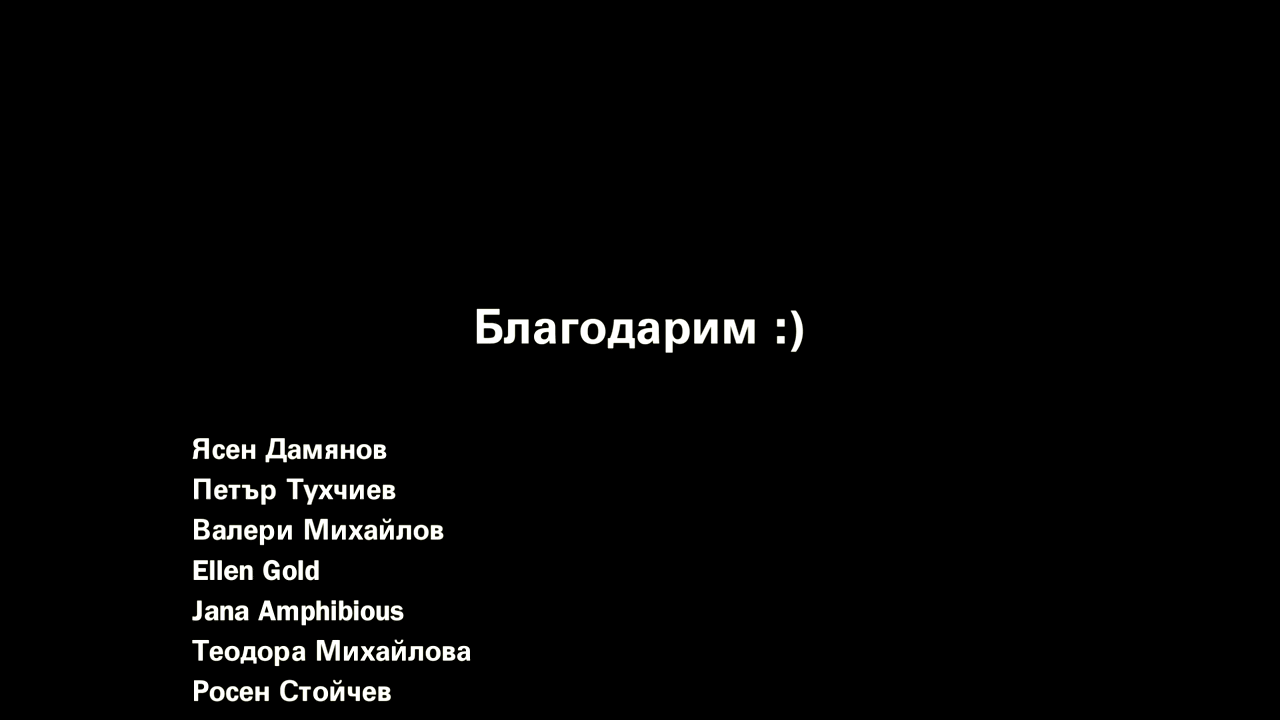 Благодарим :)
Ясен Дамянов
Петър Тухчиев
Валери Михайлов
Ellen Gold
Jana Amphibious
Теодора Михайлова
Росен Стойчев